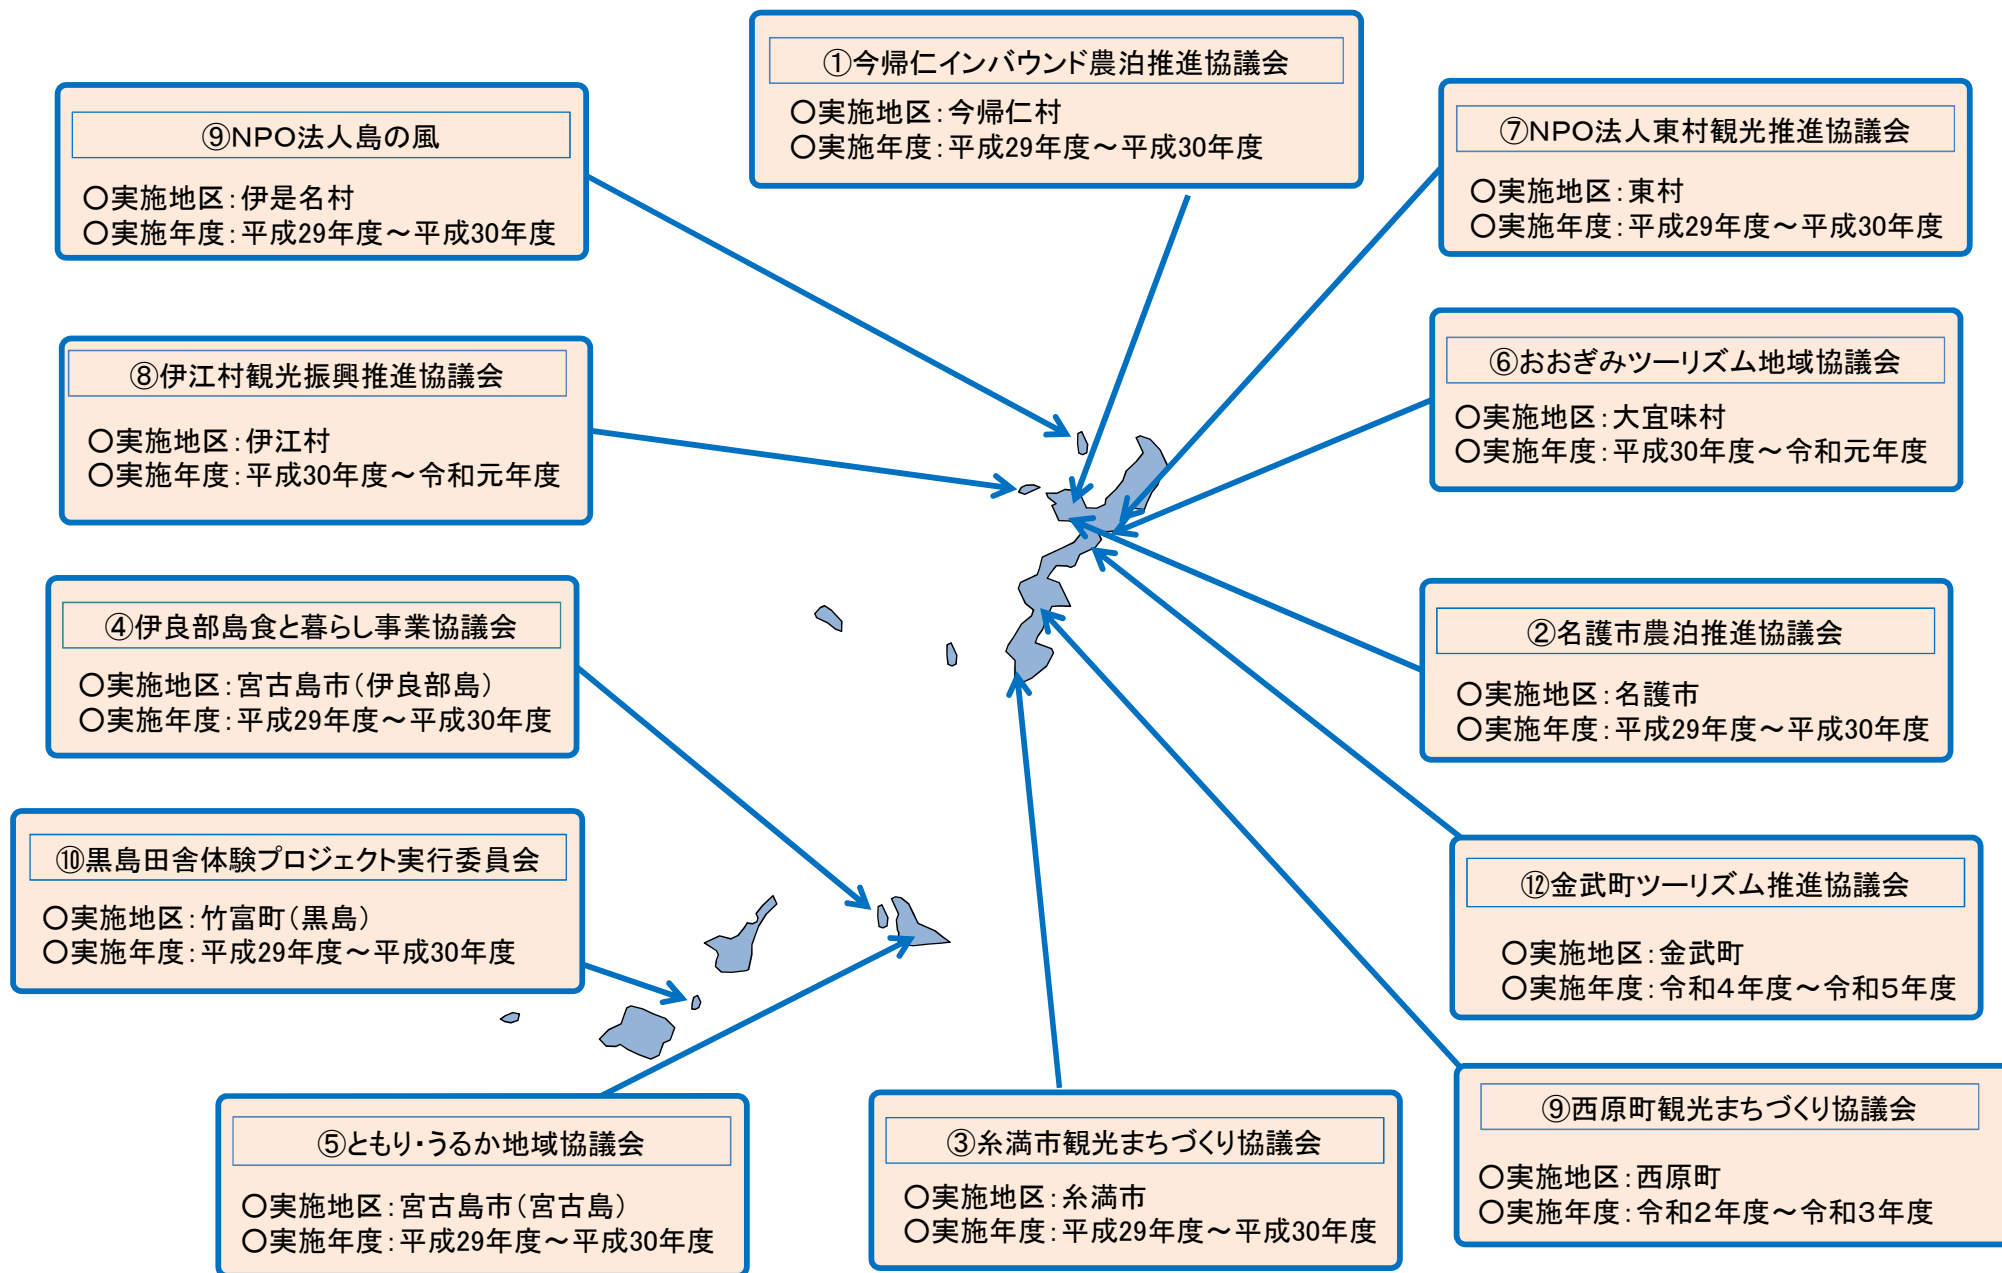 ①今帰仁インバウンド農泊推進協議会
○実施地区：今帰仁村
○実施年度：平成29年度～平成30年度
⑨NPO法人島の風
○実施地区：伊是名村
○実施年度：平成29年度～平成30年度
⑦NPO法人東村観光推進協議会
○実施地区：東村
○実施年度：平成29年度～平成30年度
⑧伊江村観光振興推進協議会
○実施地区：伊江村
○実施年度：平成30年度～令和元年度
⑥おおぎみツーリズム地域協議会
○実施地区：大宜味村
○実施年度：平成30年度～令和元年度
④伊良部島食と暮らし事業協議会
○実施地区：宮古島市（伊良部島）
○実施年度：平成29年度～平成30年度
②名護市農泊推進協議会
○実施地区：名護市
○実施年度：平成29年度～平成30年度
⑩黒島田舎体験プロジェクト実行委員会
○実施地区：竹富町（黒島）
○実施年度：平成29年度～平成30年度
⑫金武町ツーリズム推進協議会
○実施地区：金武町
○実施年度：令和４年度～令和５年度
⑤ともり・うるか地域協議会
○実施地区：宮古島市（宮古島）
○実施年度：平成29年度～平成30年度
③糸満市観光まちづくり協議会
○実施地区：糸満市
○実施年度：平成29年度～平成30年度
⑨西原町観光まちづくり協議会
○実施地区：西原町
○実施年度：令和２年度～令和３年度